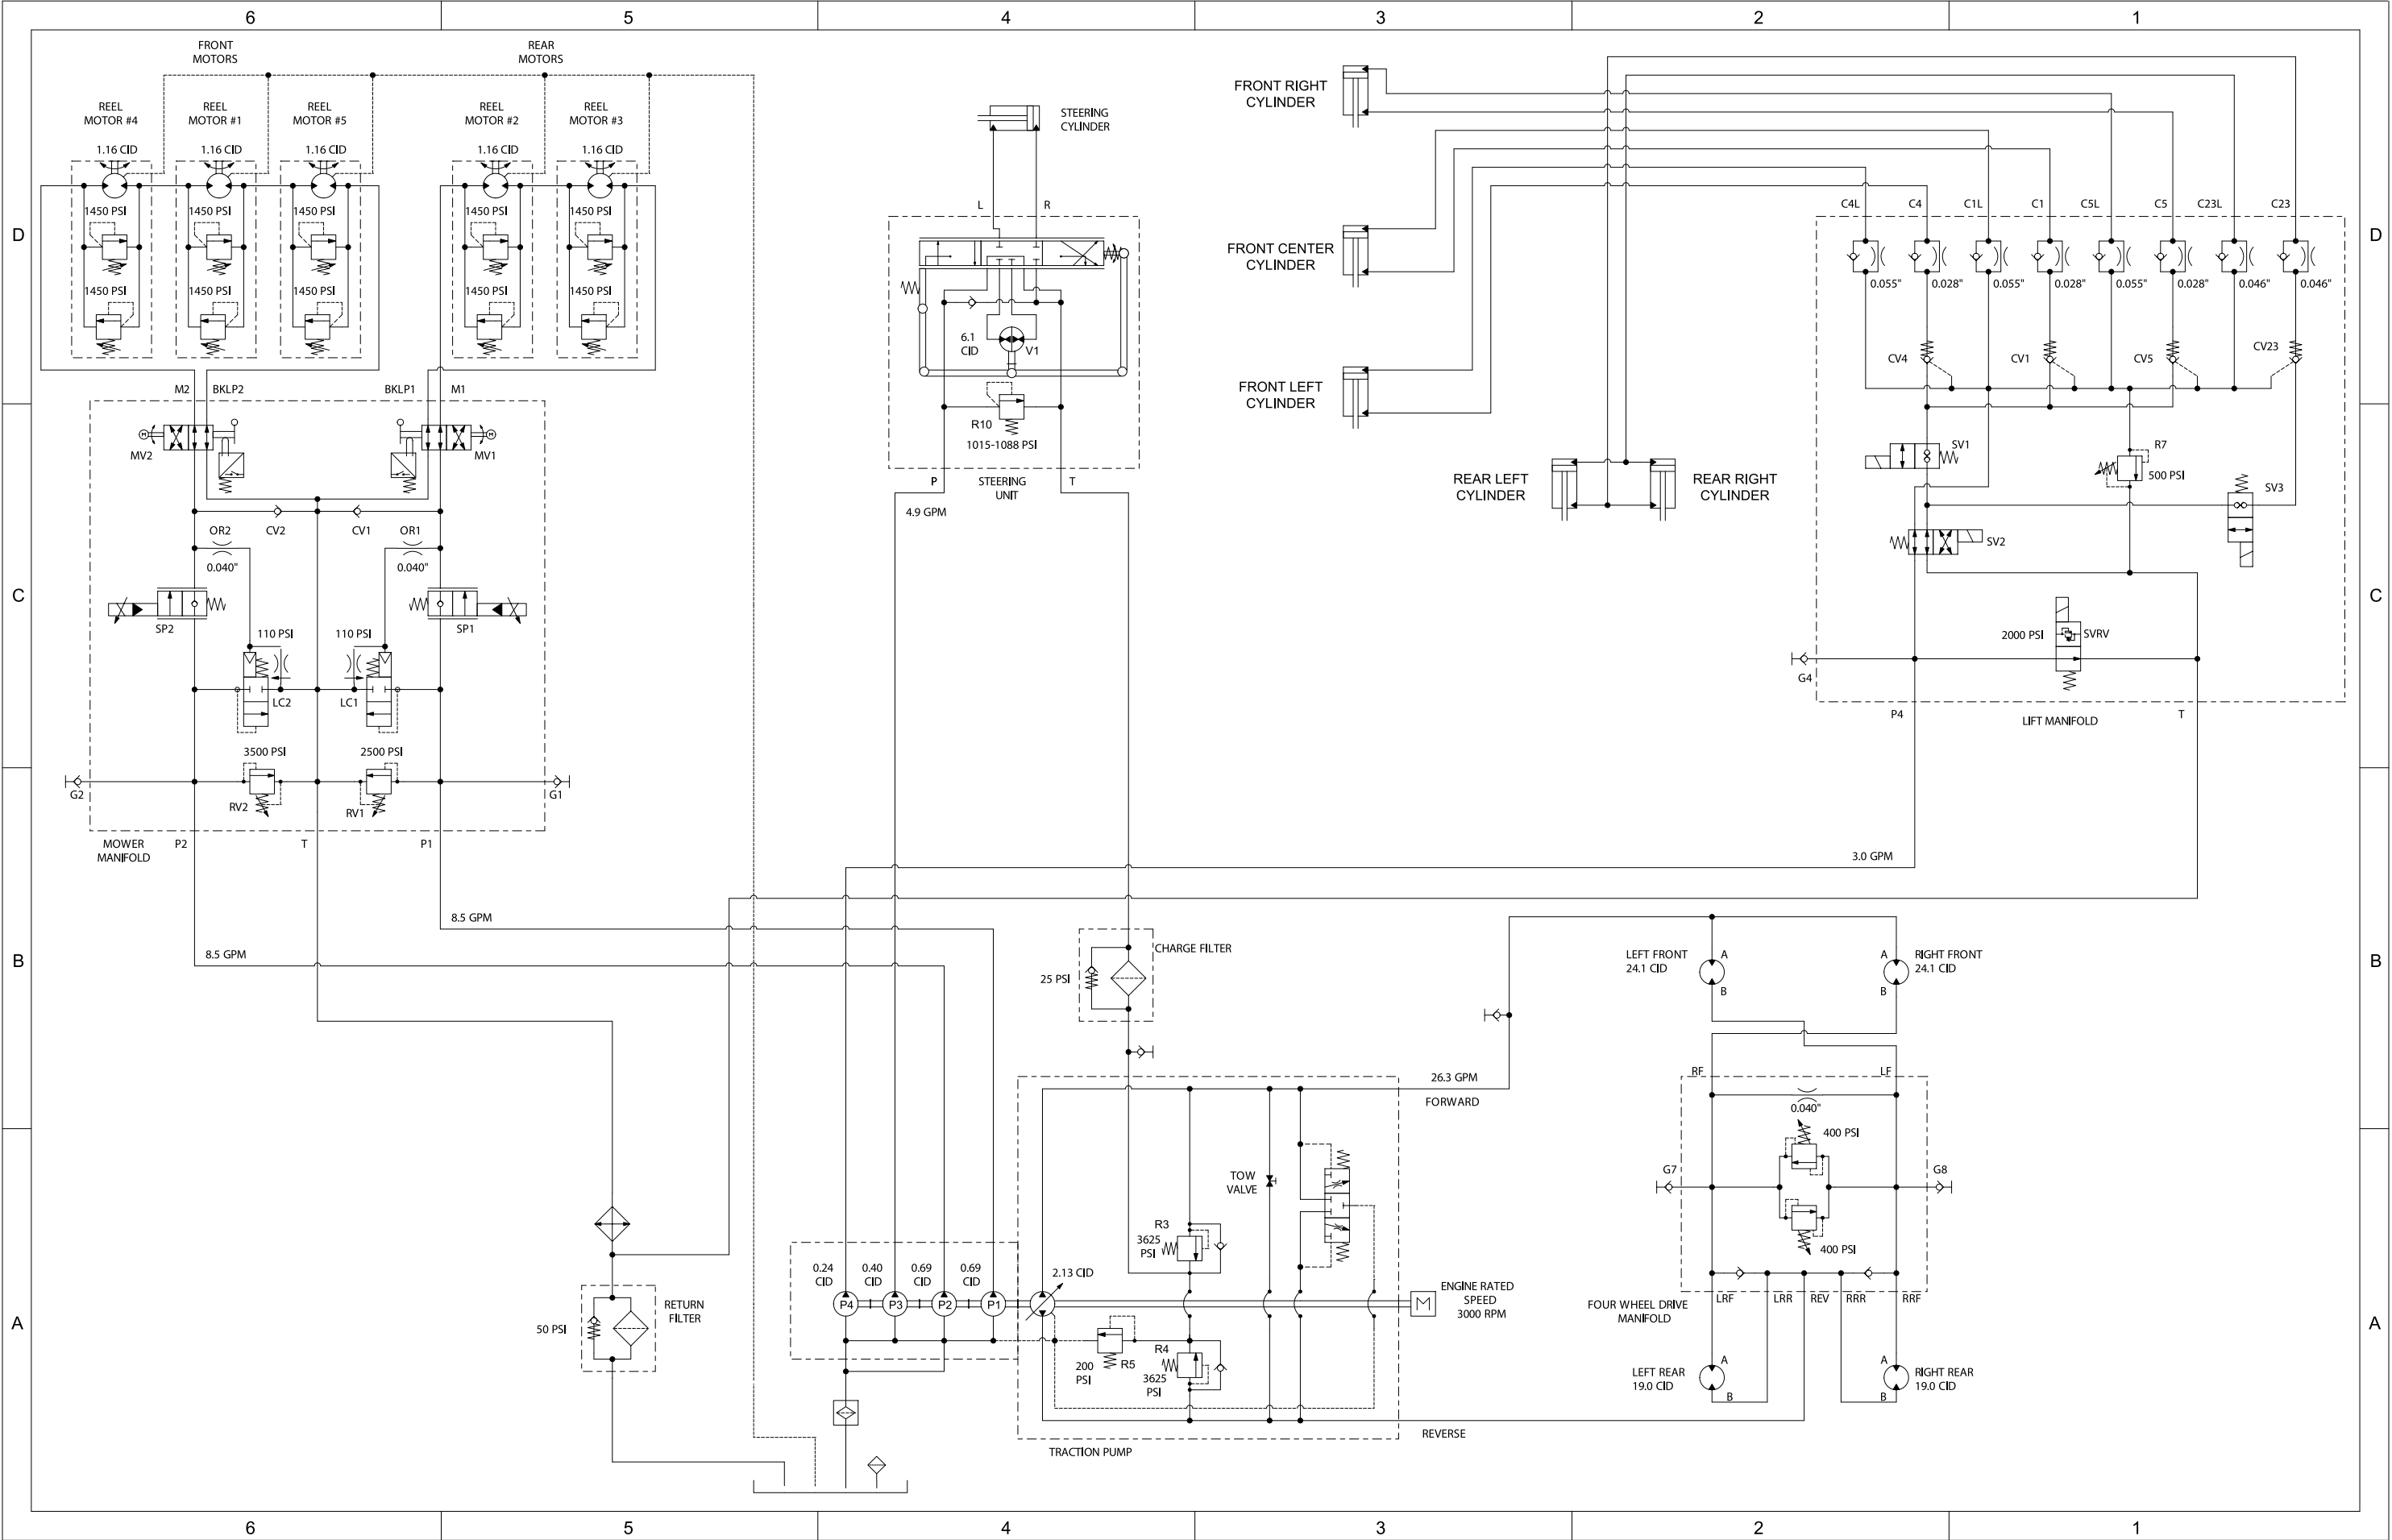 6
5
4
3
2
1
FRONT
MOTORS
REAR
MOTORS
REEL
MOTOR #4
REEL
MOTOR #1
REEL
MOTOR #5
REEL
MOTOR #2
REEL
MOTOR #3
1.16 CID
1.16 CID
1.16 CID
1.16 CID
1.16 CID
1450 PSI
1450 PSI
1450 PSI
1450 PSI
1450 PSI
1450 PSI
1450 PSI
1450 PSI
1450 PSI
1450 PSI
M2
BKLP2
BKLP1
M1
MV2
MV1
OR2
CV2
CV1
OR1
0.040"
0.040"
SP2
110 PSI
110 PSI
SP1
LC2
LC1
3500 PSI
2500 PSI
G2
RV2
RV1
G1
MOWER
MANIFOLD
P2
T
P1
8.5 GPM
8.5 GPM
STEERING
CYLINDER
L
R
6.1
CID
V1
R10
1015-1088 PSI
P
STEERING
UNIT
T
4.9 GPM
FRONT RIGHT
CYLINDER
FRONT CENTER
CYLINDER
FRONT LEFT
CYLINDER
REAR LEFT
CYLINDER
REAR RIGHT
CYLINDER
C4L
C4
C1L
C1
C5L
C5
C23L
C23
0.055"
0.028"
0.055"
0.028"
0.055"
0.028"
0.046"
0.046"
CV4
CV1
CV5
CV23
SV1
R7
500 PSI
SV3
SV2
2000 PSI
SVRV
G4
P4
LIFT MANIFOLD
T
3.0 GPM
CHARGE FILTER
25 PSI
26.3 GPM
FORWARD
TOW
VALVE
R3
3625
PSI
0.24
CID
0.40
CID
0.69
CID
0.69
CID
2.13 CID
P4
P3
P2
P1
M
ENGINE RATED
SPEED
3000 RPM
200
PSI
R5
R4
3625
PSI
REVERSE
TRACTION PUMP
RETURN
FILTER
50 PSI
LEFT FRONT
24.1 CID
A
B
A
B
RIGHT FRONT
24.1 CID
RF
LF
0.040"
400 PSI
G7
G8
400 PSI
FOUR WHEEL DRIVE
MANIFOLD
LRF
LRR
REV
RRR
RRF
LEFT REAR
19.0 CID
A
B
A
B
RIGHT REAR
19.0 CID
D
C
B
A
D
C
B
A
M
M
6
5
4
3
2
1